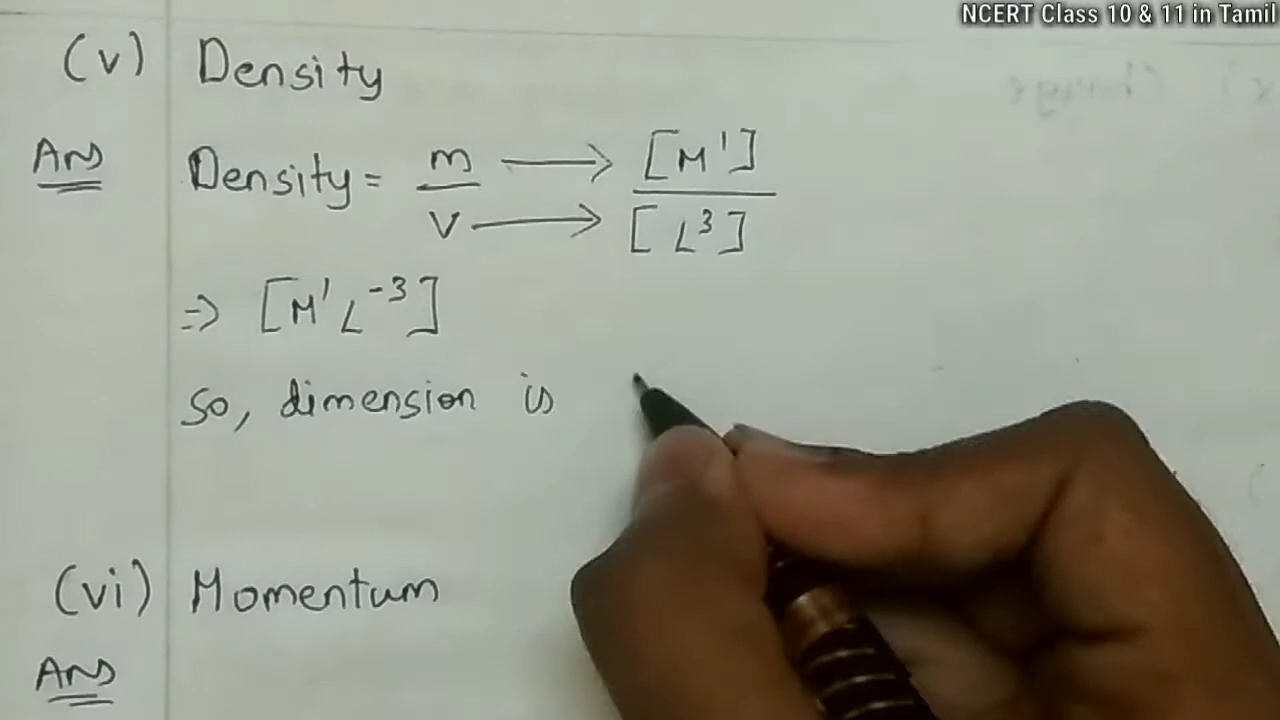 NCERT Class 10 & 11 in Tamil
(v) Density
Ans Density = m/V → [M¹]/[L³]
⇒ [M¹L⁻³]
so, dimension is
(vi) Momentum
Ans